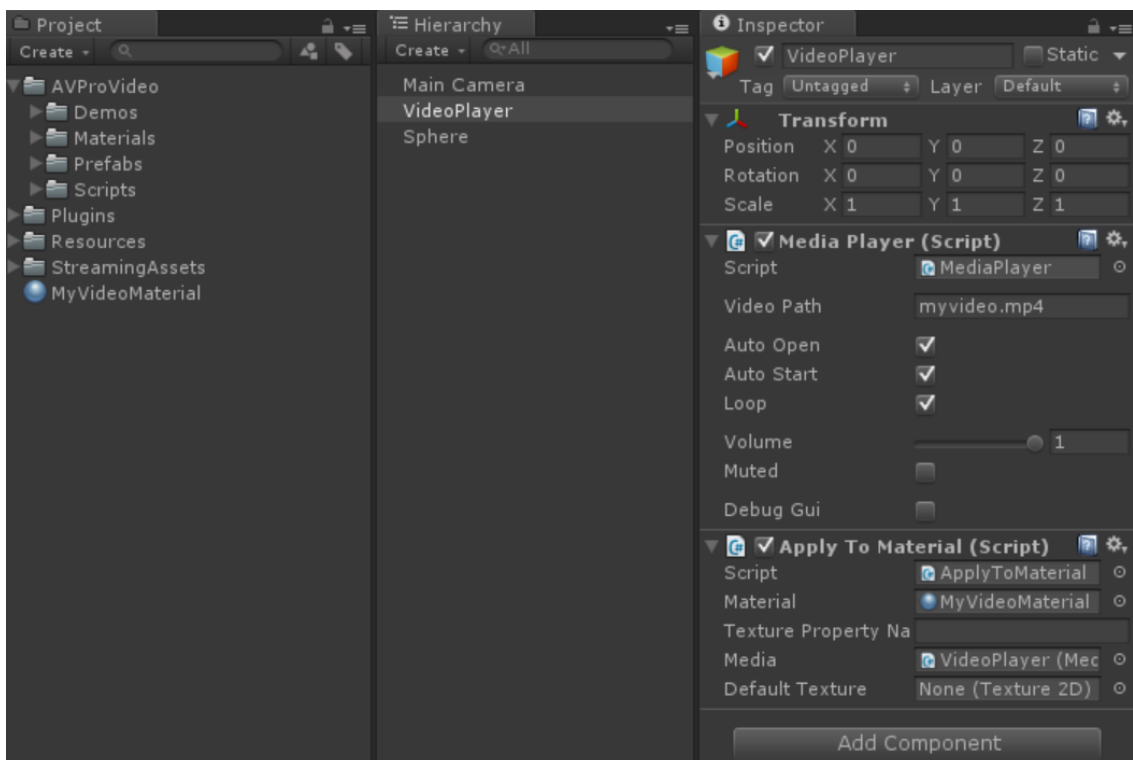 Project
Create
AVProVideo
Demos
Materials
Prefabs
Scripts
Plugins
Resources
StreamingAssets
MyVideoMaterial
Hierarchy
Create All
Main Camera
VideoPlayer
Sphere
Inspector
VideoPlayer Static
Tag Untagged Layer Default
Transform
Position X 0 Y 0 Z 0
Rotation X 0 Y 0 Z 0
Scale X 1 Y 1 Z 1
Media Player (Script)
Script MediaPlayer
Video Path myvideo.mp4
Auto Open
Auto Start
Loop
Volume 1
Muted
Debug Gui
Apply To Material (Script)
Script ApplyToMaterial
Material MyVideoMaterial
Texture Property Na
Media VideoPlayer (Mec
Default Texture None (Texture 2D)
Add Component